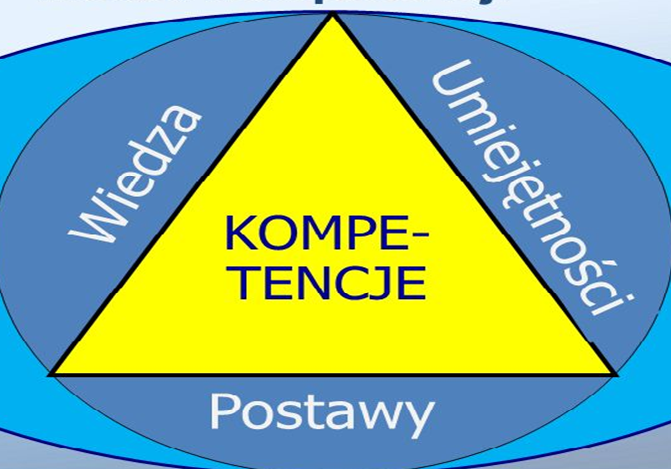 Wiedza
Umiejętności
KOMPE-
TENCJE
Postawy